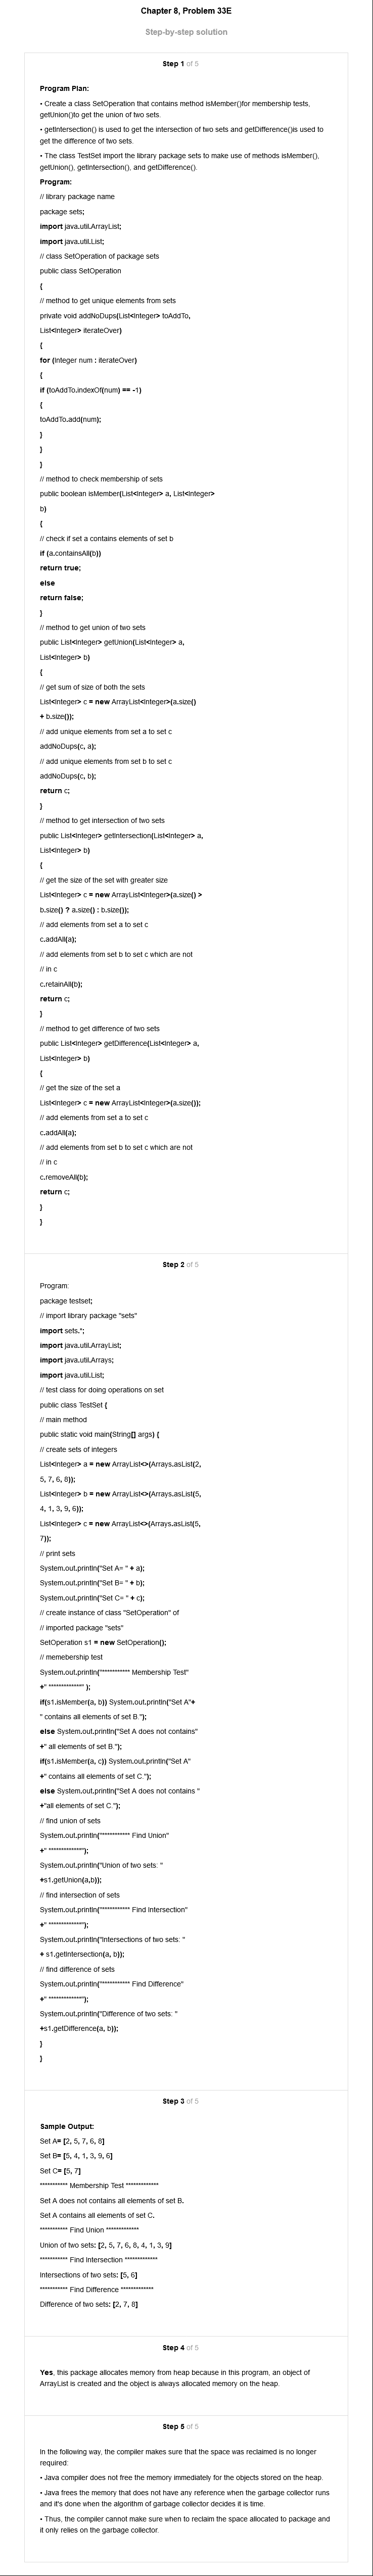 Chapter 8, Problem 33E
Step-by-step solution
Step 1 of 5
Program Plan:
• Create a class SetOperation that contains method isMember()for membership tests,
getUnion()to get the union of two sets.
• getIntersection() is used to get the intersection of two sets and getDifference()is used to
get the difference of two sets.
• The class TestSet import the library package sets to make use of methods isMember(),
getUnion(), getIntersection(), and getDifference().
Program:
// library package name
package sets;
import java.util.ArrayList;
import java.util.List;
// class SetOperation of package sets
public class SetOperation
{
// method to get unique elements from sets
private void addNoDups(List<Integer> toAddTo,
List<Integer> iterateOver)
{
for (Integer num : iterateOver)
{
if (toAddTo.indexOf(num) == -1)
{
toAddTo.add(num);
}
}
}
// method to check membership of sets
public boolean isMember(List<Integer> a, List<Integer>
b)
{
// check if set a contains elements of set b
if (a.containsAll(b))
return true;
else
return false;
}
// method to get union of two sets
public List<Integer> getUnion(List<Integer> a,
List<Integer> b)
{
// get sum of size of both the sets
List<Integer> c = new ArrayList<Integer>(a.size()
+ b.size());
// add unique elements from set a to set c
addNoDups(c, a);
// add unique elements from set b to set c
addNoDups(c, b);
return c;
}
// method to get intersection of two sets
public List<Integer> getIntersection(List<Integer> a,
List<Integer> b)
{
// get the size of the set with greater size
List<Integer> c = new ArrayList<Integer>(a.size() >
b.size() ? a.size() : b.size());
// add elements from set a to set c
c.addAll(a);
// add elements from set b to set c which are not
// in c
c.retainAll(b);
return c;
}
// method to get difference of two sets
public List<Integer> getDifference(List<Integer> a,
List<Integer> b)
{
// get the size of the set a
List<Integer> c = new ArrayList<Integer>(a.size());
// add elements from set a to set c
c.addAll(a);
// add elements from set b to set c which are not
// in c
c.removeAll(b);
return c;
}
}
Step 2 of 5
Program:
package testset;
// import library package "sets"
import sets.*;
import java.util.ArrayList;
import java.util.Arrays;
import java.util.List;
// test class for doing operations on set
public class TestSet {
// main method
public static void main(String[] args) {
// create sets of integers
List<Integer> a = new ArrayList<>(Arrays.asList(2,
5, 7, 6, 8));
List<Integer> b = new ArrayList<>(Arrays.asList(5,
4, 1, 3, 9, 6));
List<Integer> c = new ArrayList<>(Arrays.asList(5,
7));
// print sets
System.out.println("Set A= " + a);
System.out.println("Set B= " + b);
System.out.println("Set C= " + c);
// create instance of class "SetOperation" of
// imported package "sets"
SetOperation s1 = new SetOperation();
// memebership test
System.out.println("*********** Membership Test"
+" *************" );
if(s1.isMember(a, b)) System.out.println("Set A"+
" contains all elements of set B.");
else System.out.println("Set A does not contains"
+" all elements of set B.");
if(s1.isMember(a, c)) System.out.println("Set A"
+" contains all elements of set C.");
else System.out.println("Set A does not contains "
+"all elements of set C.");
// find union of sets
System.out.println("*********** Find Union"
+" *************");
System.out.println("Union of two sets: "
+s1.getUnion(a,b));
// find intersection of sets
System.out.println("*********** Find Intersection"
+" *************");
System.out.println("Intersections of two sets: "
+ s1.getIntersection(a, b));
// find difference of sets
System.out.println("*********** Find Difference"
+" *************");
System.out.println("Difference of two sets: "
+s1.getDifference(a, b));
}
}
Step 3 of 5
Sample Output:
Set A= [2, 5, 7, 6, 8]
Set B= [5, 4, 1, 3, 9, 6]
Set C= [5, 7]
*********** Membership Test *************
Set A does not contains all elements of set B.
Set A contains all elements of set C.
*********** Find Union *************
Union of two sets: [2, 5, 7, 6, 8, 4, 1, 3, 9]
*********** Find Intersection *************
Intersections of two sets: [5, 6]
*********** Find Difference *************
Difference of two sets: [2, 7, 8]
Step 4 of 5
Yes, this package allocates memory from heap because in this program, an object of
ArrayList is created and the object is always allocated memory on the heap.
Step 5 of 5
In the following way, the compiler makes sure that the space was reclaimed is no longer
required:
• Java compiler does not free the memory immediately for the objects stored on the heap.
• Java frees the memory that does not have any reference when the garbage collector runs
and it's done when the algorithm of garbage collector decides it is time.
• Thus, the compiler cannot make sure when to reclaim the space allocated to package and
it only relies on the garbage collector.